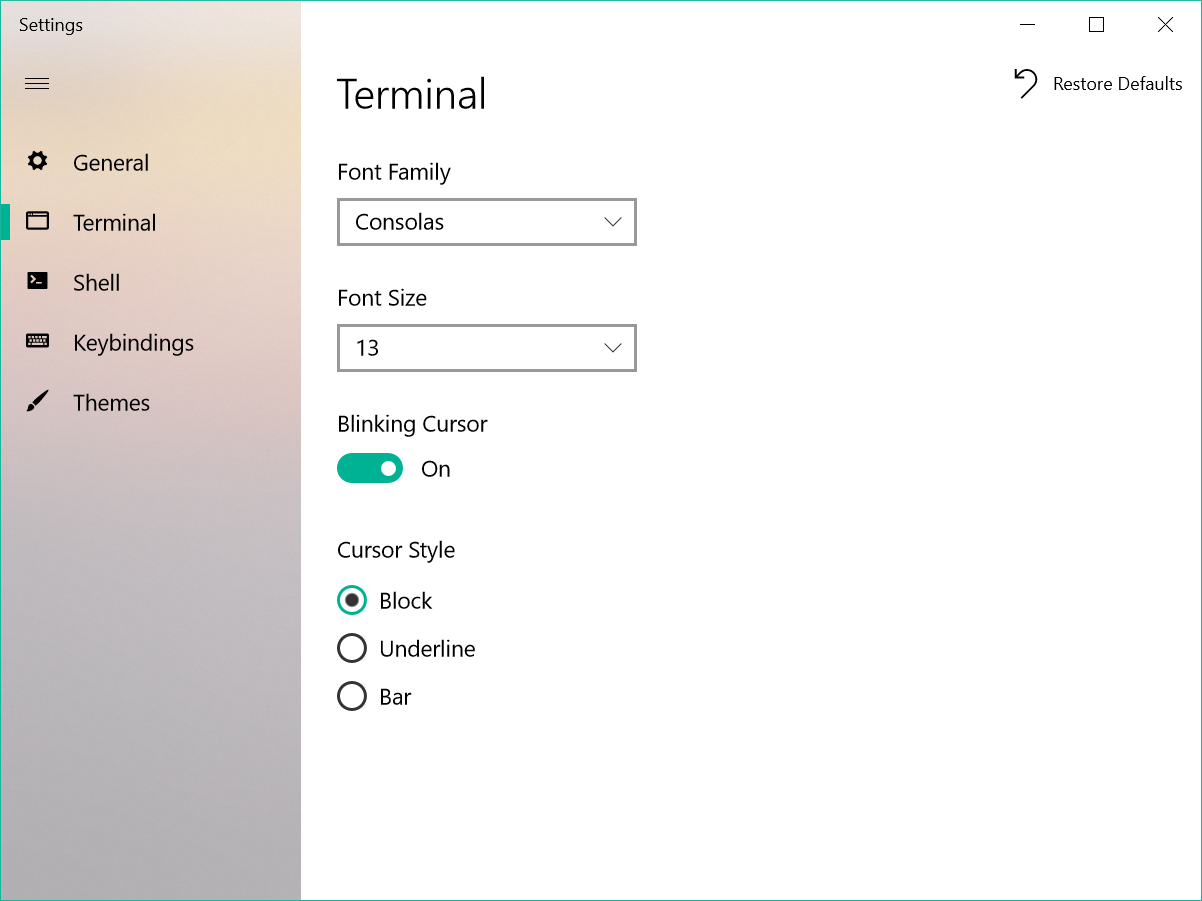 Settings
General
Terminal
Shell
Keybindings
Themes
Terminal
Restore Defaults
Font Family
Consolas
Font Size
13
Blinking Cursor
On
Cursor Style
Block
Underline
Bar